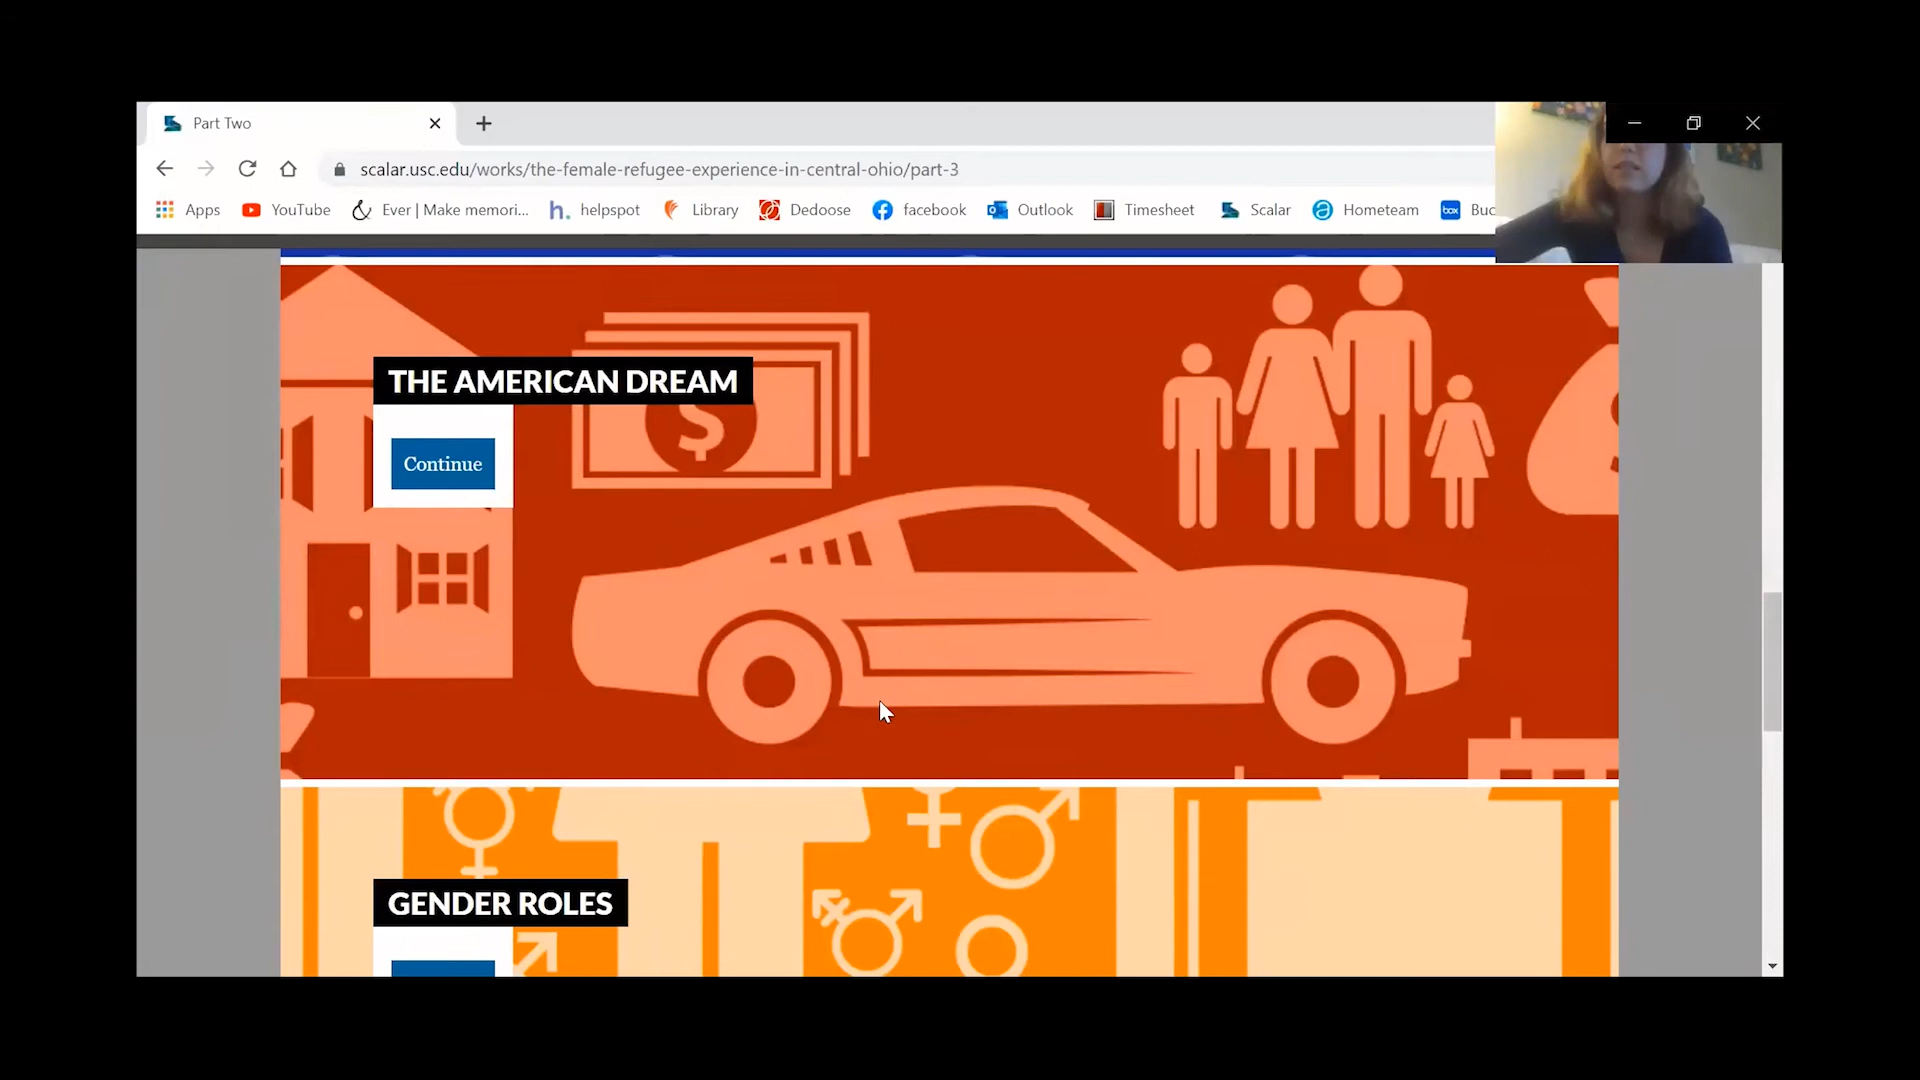 Part Two
scalar.usc.edu/works/the-female-refugee-experience-in-central-ohio/part-3
Apps YouTube Ever | Make memori... h. helpspot Library Dedoose facebook Outlook Timesheet Scalar Hometeam box Buc
THE AMERICAN DREAM
$
Continue
GENDER ROLES